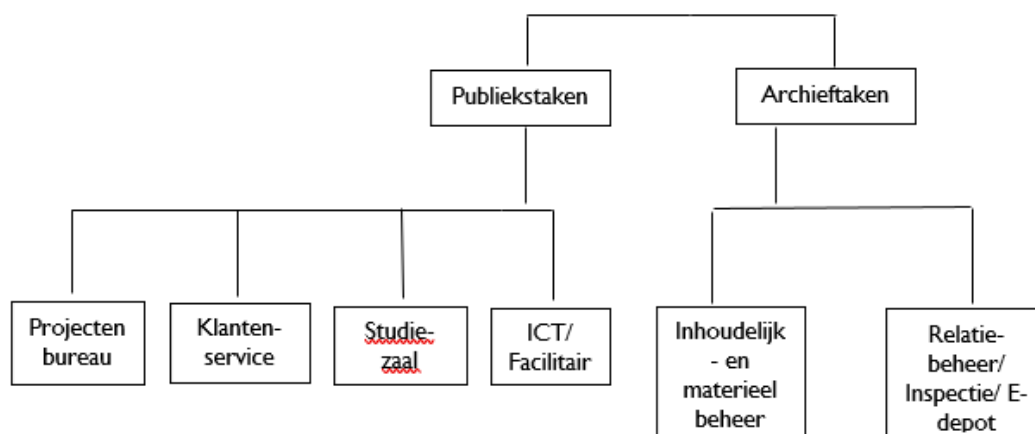 Publiekstaken
Archieftaken
Projecten
bureau
Klanten-
service
Studie-
zaal
ICT/
Facilitair
Inhoudelijk
- en
materieel
beheer
Relatie-
beheer/
Inspectie/ E-
depot